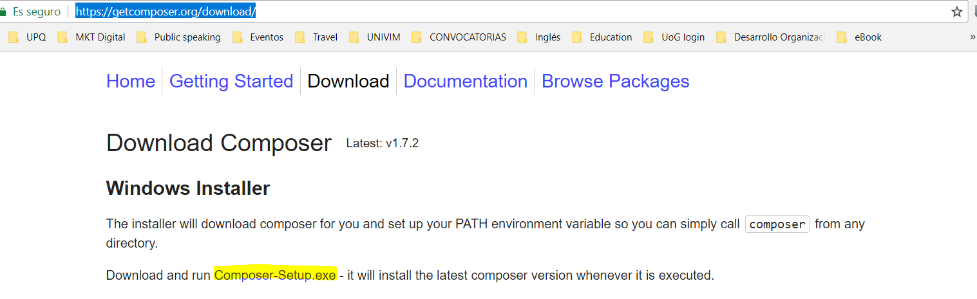 Es seguro https://getcomposer.org/download/
UPQ MKT Digital Public speaking Eventos Travel UNIVIM CONVOCATORIAS Inglés Education UoG login Desarrollo Organizac eBook »
Home Getting Started Download Documentation Browse Packages
Download Composer Latest: v1.7.2
Windows Installer
The installer will download composer for you and set up your PATH environment variable so you can simply call composer from any
directory.
Download and run Composer-Setup.exe - it will install the latest composer version whenever it is executed.